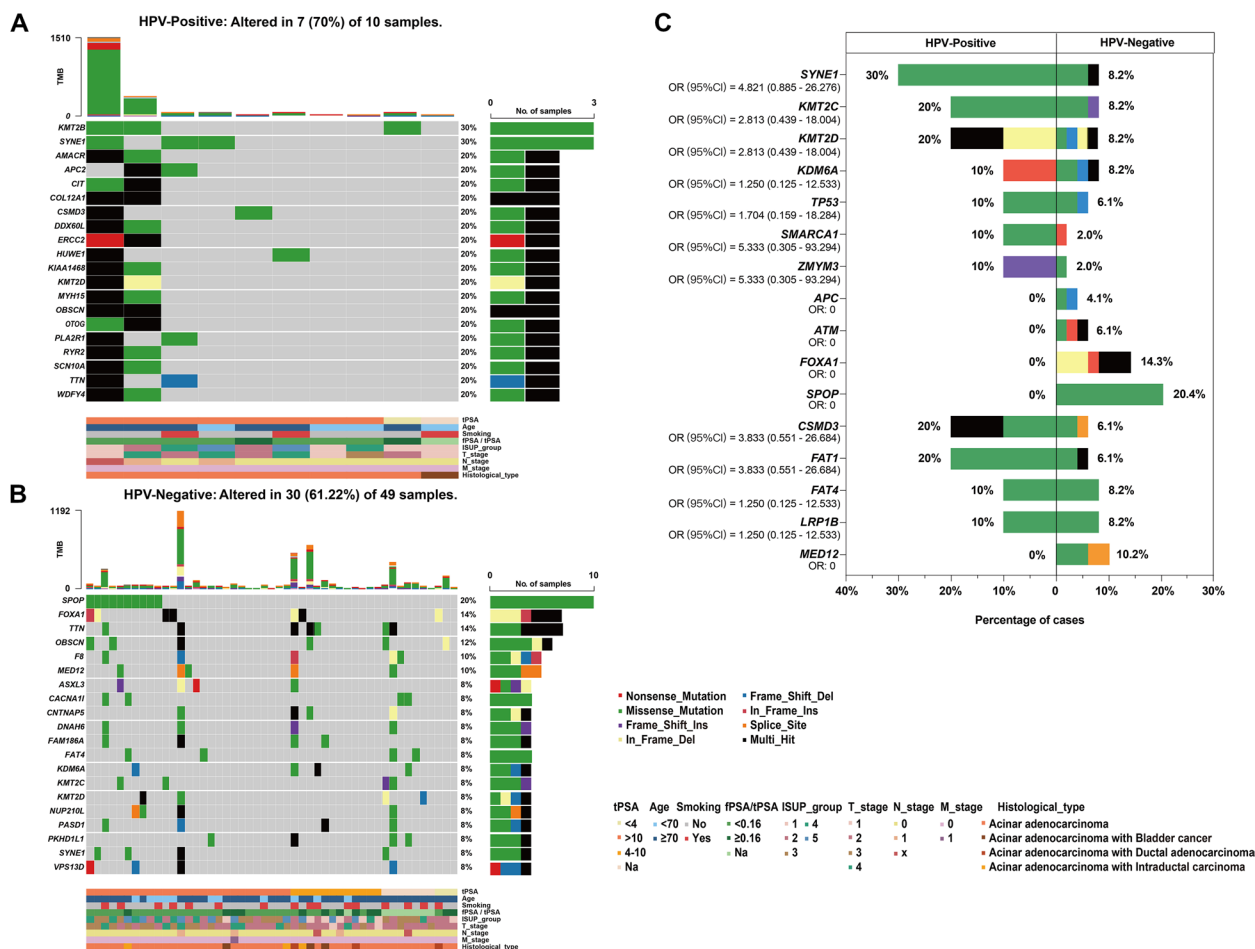 A
HPV-Positive: Altered in 7 (70%) of 10 samples.
1510
TMB
0
0 3
No. of samples
KMT2B 30%
SYNE1 30%
AMACR 20%
APC2 20%
CIT 20%
COL12A1 20%
CSMD3 20%
DDX60L 20%
ERCC2 20%
HUWE1 20%
KIAA1468 20%
KMT2D 20%
MYH15 20%
OBSCN 20%
OTOG 20%
PLA2R1 20%
RYR2 20%
SCN10A 20%
TTN 20%
WDFY4 20%
tPSA
Age
Smoking
fPSA / tPSA
ISUP_group
T_stage
N_stage
M_stage
Histological_type
B
HPV-Negative: Altered in 30 (61.22%) of 49 samples.
1192
TMB
0
0 10
No. of samples
SPOP 20%
FOXA1 14%
TTN 14%
OBSCN 12%
F8 10%
MED12 10%
ASXL3 8%
CACNA1I 8%
CNTNAP5 8%
DNAH6 8%
FAM186A 8%
FAT4 8%
KDM6A 8%
KMT2C 8%
KMT2D 8%
NUP210L 8%
PASD1 8%
PKHD1L1 8%
SYNE1 8%
VPS13D 8%
tPSA
Age
Smoking
fPSA / tPSA
ISUP_group
T_stage
N_stage
M_stage
Histological_type
C
HPV-Positive HPV-Negative
SYNE1 30% 8.2%
OR (95%CI) = 4.821 (0.885 - 26.276)
KMT2C 20% 8.2%
OR (95%CI) = 2.813 (0.439 - 18.004)
KMT2D 20% 8.2%
OR (95%CI) = 2.813 (0.439 - 18.004)
KDM6A 10% 8.2%
OR (95%CI) = 1.250 (0.125 - 12.533)
TP53 10% 6.1%
OR (95%CI) = 1.704 (0.159 - 18.284)
SMARCA1 10% 2.0%
OR (95%CI) = 5.333 (0.305 - 93.294)
ZMYM3 10% 2.0%
OR (95%CI) = 5.333 (0.305 - 93.294)
APC 0% 4.1%
OR: 0
ATM 0% 6.1%
OR: 0
FOXA1 0% 14.3%
OR: 0
SPOP 0% 20.4%
OR: 0
CSMD3 20% 6.1%
OR (95%CI) = 3.833 (0.551 - 26.684)
FAT1 20% 6.1%
OR (95%CI) = 3.833 (0.551 - 26.684)
FAT4 10% 8.2%
OR (95%CI) = 1.250 (0.125 - 12.533)
LRP1B 10% 8.2%
OR (95%CI) = 1.250 (0.125 - 12.533)
MED12 0% 10.2%
OR: 0
40% 30% 20% 10% 0 10% 20% 30%
Percentage of cases
Nonsense_Mutation Frame_Shift_Del
Missense_Mutation In_Frame_Ins
Frame_Shift_Ins Splice_Site
In_Frame_Del Multi_Hit
tPSA Age Smoking fPSA/tPSA ISUP_group T_stage N_stage M_stage Histological_type
<4 <70 No <0.16 1 4 1 0 0 Acinar adenocarcinoma
>10 ≥70 Yes ≥0.16 2 5 2 1 1 Acinar adenocarcinoma with Bladder cancer
4-10 Na 3 3 x Acinar adenocarcinoma with Ductal adenocarcinoma
Na 4 Acinar adenocarcinoma with Intraductal carcinoma